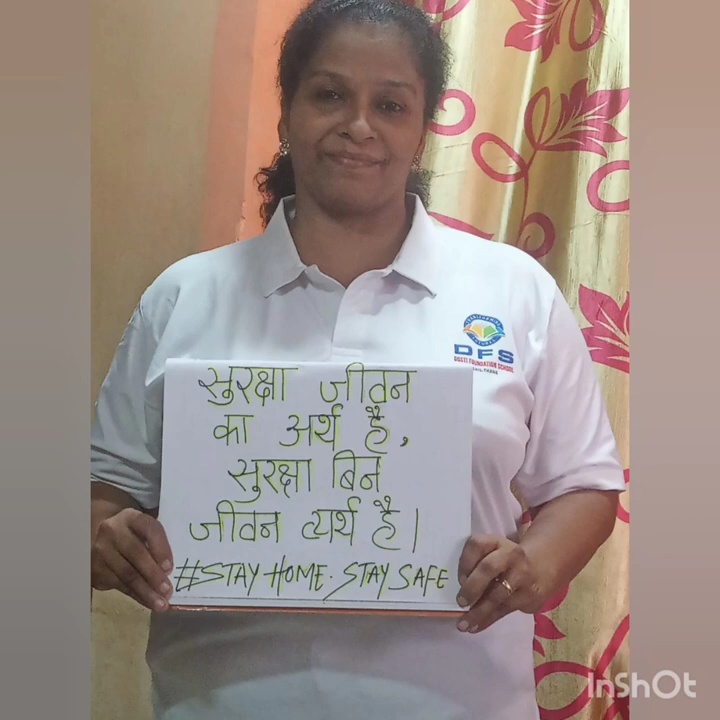 DFS
DOSTI FOUNDATION SCHOOL
सुरक्षा जीवन
का अर्थ है,
सुरक्षा बिन
जीवन व्यर्थ है।
#STAY HOME. STAY SAFE
InShOt